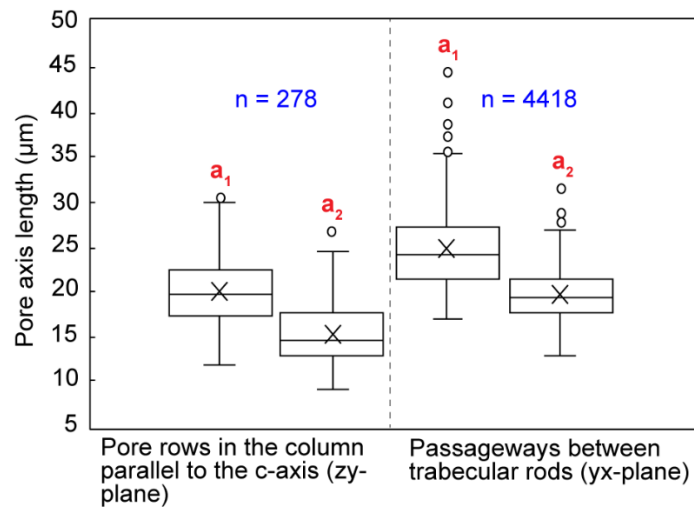 50
45
40
35
30
25
20
15
10
5
Pore axis length (µm)
n = 278
n = 4418
a1
a2
a1
a2
Pore rows in the column
parallel to the c-axis (zy-
plane)
Passageways between
trabecular rods (yx-plane)